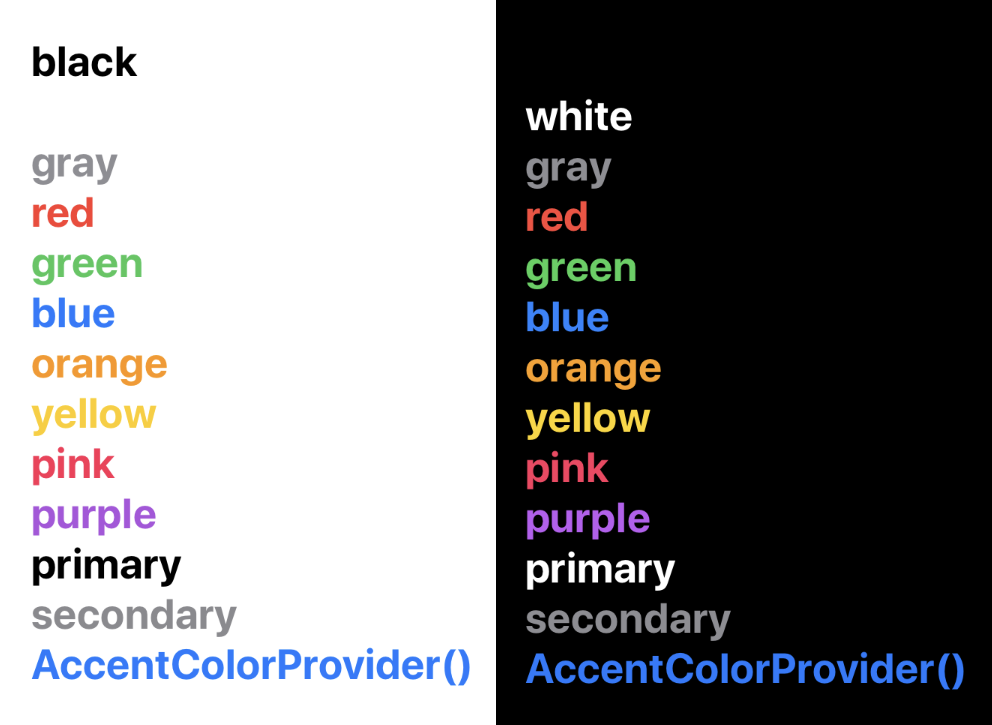 black
gray
red
green
blue
orange
yellow
pink
purple
primary
secondary
AccentColorProvider()
white
gray
red
green
blue
orange
yellow
pink
purple
primary
secondary
AccentColorProvider()